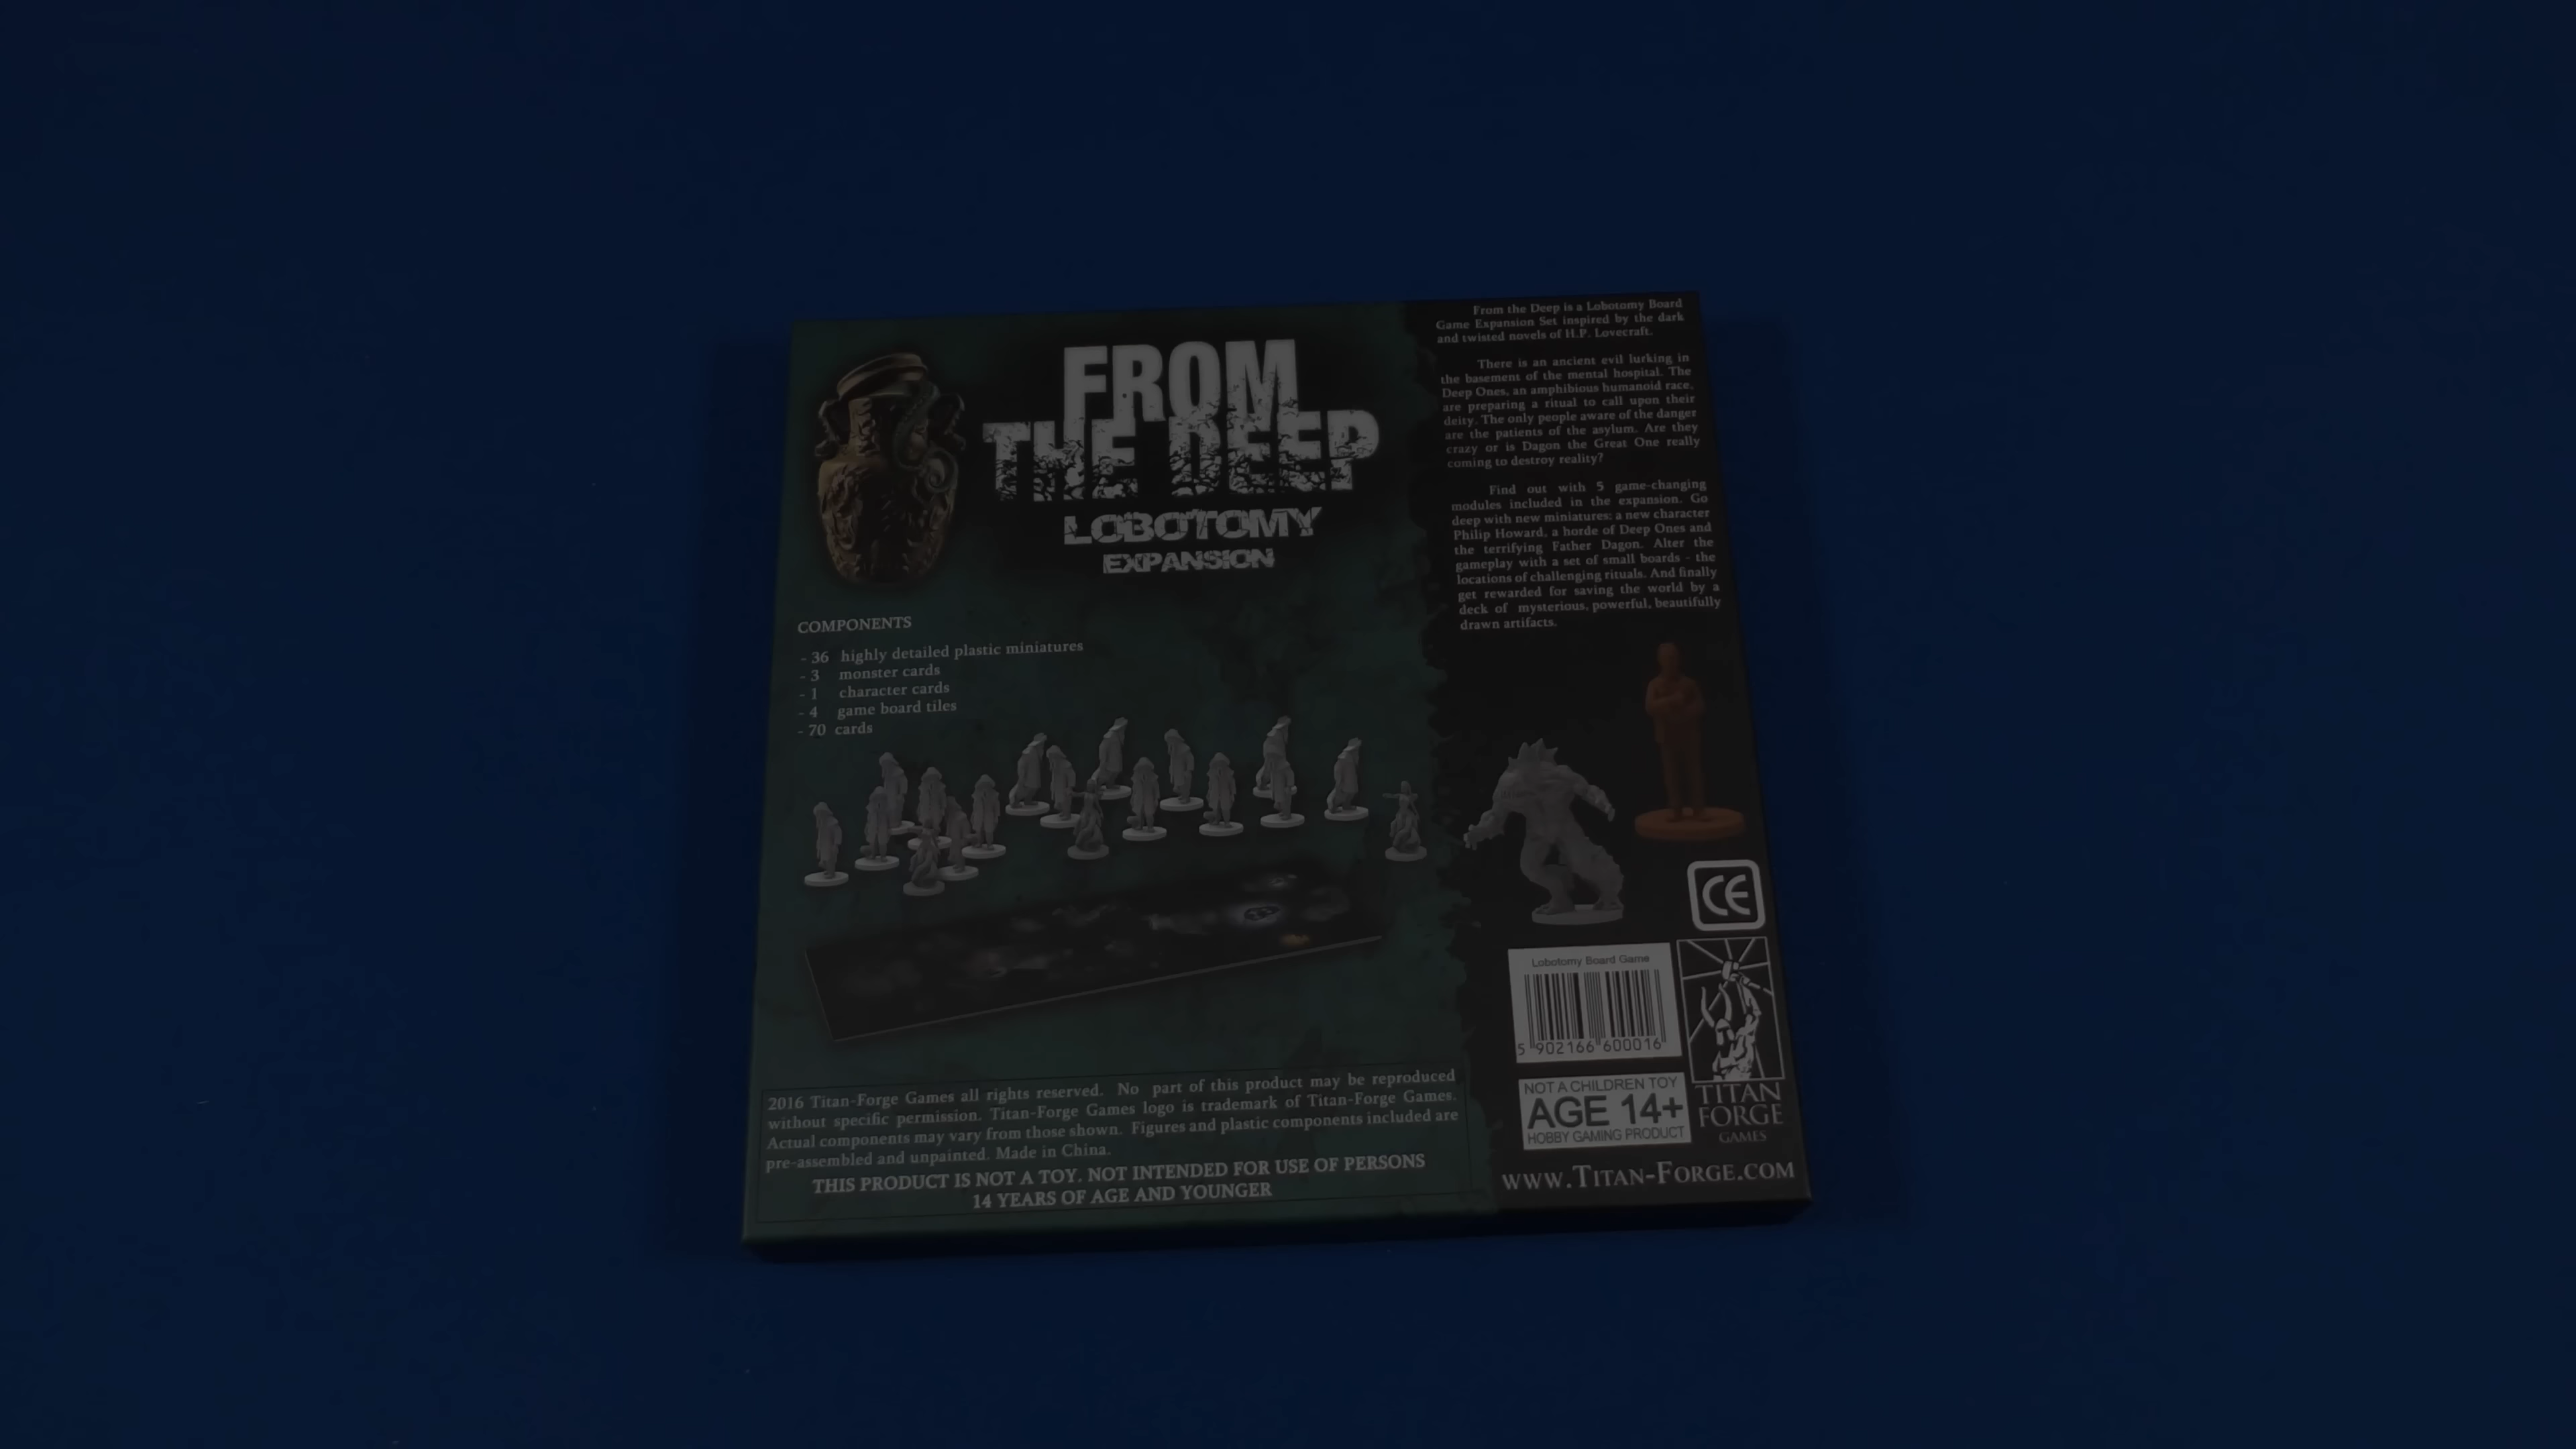 FROM
THE DEEP
LOBOTOMY
EXPANSION
COMPONENTS
- 36 highly detailed plastic miniatures
- 3 monster cards
- 1 character cards
- 4 game board tiles
- 70 cards
2016 Titan-Forge Games all rights reserved. No part of this product may be reproduced
without specific permission. Titan-Forge Games logo is trademark of Titan-Forge Games.
Actual components may vary from those shown. Figures and plastic components included are
pre-assembled and unpainted. Made in China.
THIS PRODUCT IS NOT A TOY. NOT INTENDED FOR USE OF PERSONS
14 YEARS OF AGE AND YOUNGER
From the Deep is a Lobotomy Board
Game Expansion Set inspired by the dark
and twisted novels of H.P. Lovecraft.
There is an ancient evil lurking in
the basement of the mental hospital. The
Deep Ones, an amphibious humanoid race,
are preparing a ritual to call upon their
deity. The only people aware of the danger
are the patients of the asylum. Are they
crazy or is Dagon the Great One really
coming to destroy reality?
Find out with 5 game-changing
modules included in the expansion. Go
deep with new miniatures: a new character
Philip Howard, a horde of Deep Ones and
the terrifying Father Dagon. Alter the
gameplay with a set of small boards - the
locations of challenging rituals. And finally
get rewarded for saving the world by a
deck of mysterious, powerful, beautifully
drawn artifacts.
CE
Lobotomy Board Game
5 902166 600016
NOT A CHILDREN TOY
AGE 14+
HOBBY GAMING PRODUCT
TITAN
FORGE
GAMES
WWW.TITAN-FORGE.COM